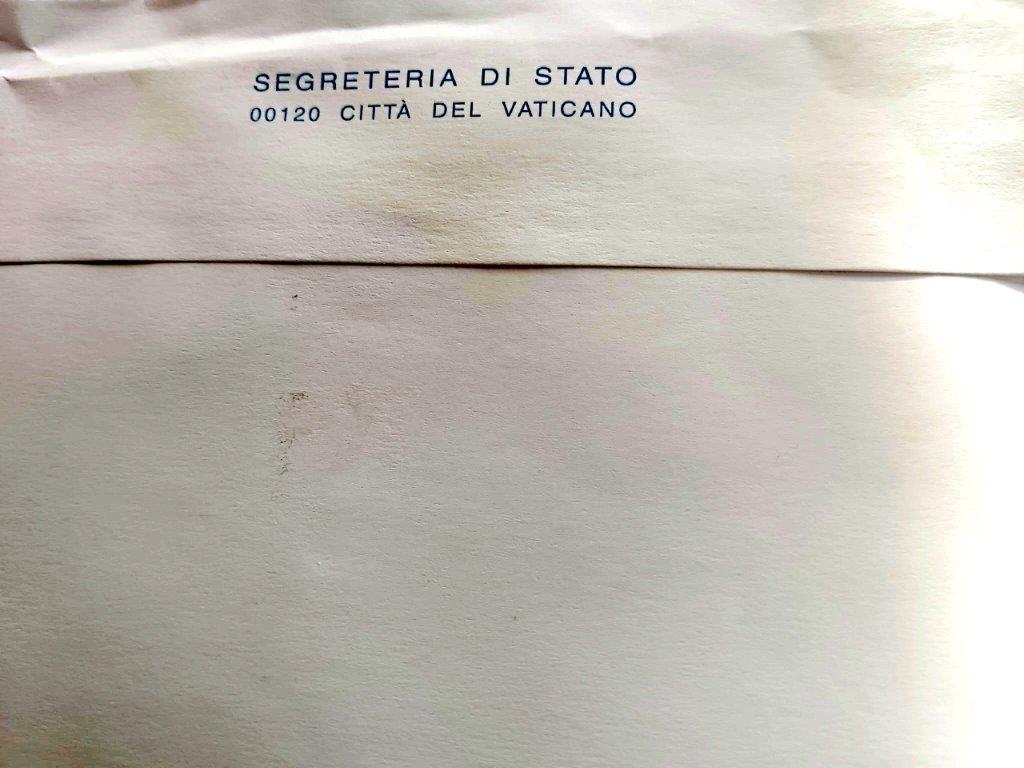 SEGRETERIA DI STATO
00120 CITTÀ DEL VATICANO